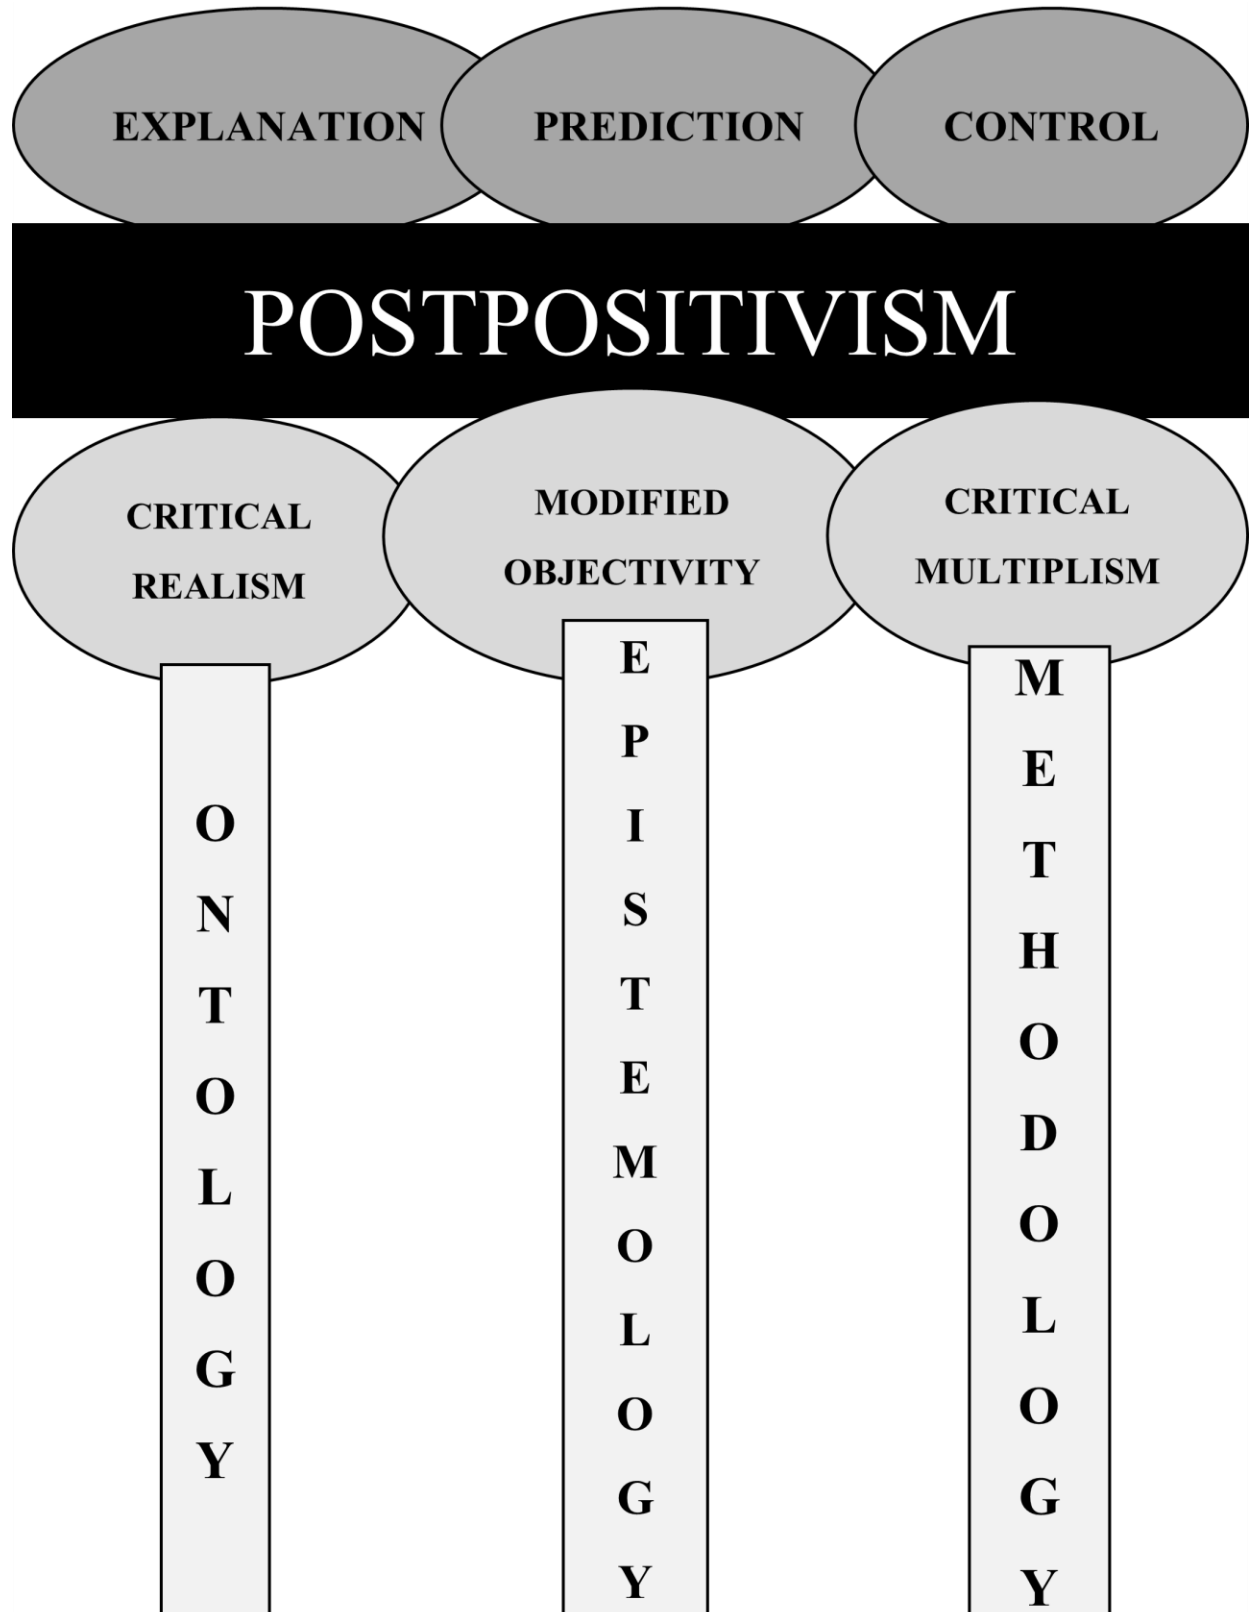 EXPLANATION
PREDICTION
CONTROL
POSTPOSITIVISM
CRITICAL
REALISM
MODIFIED
OBJECTIVITY
CRITICAL
MULTIPLISM
ONTOLOGY
EPISTEMOLOGY
METHODOLOGY